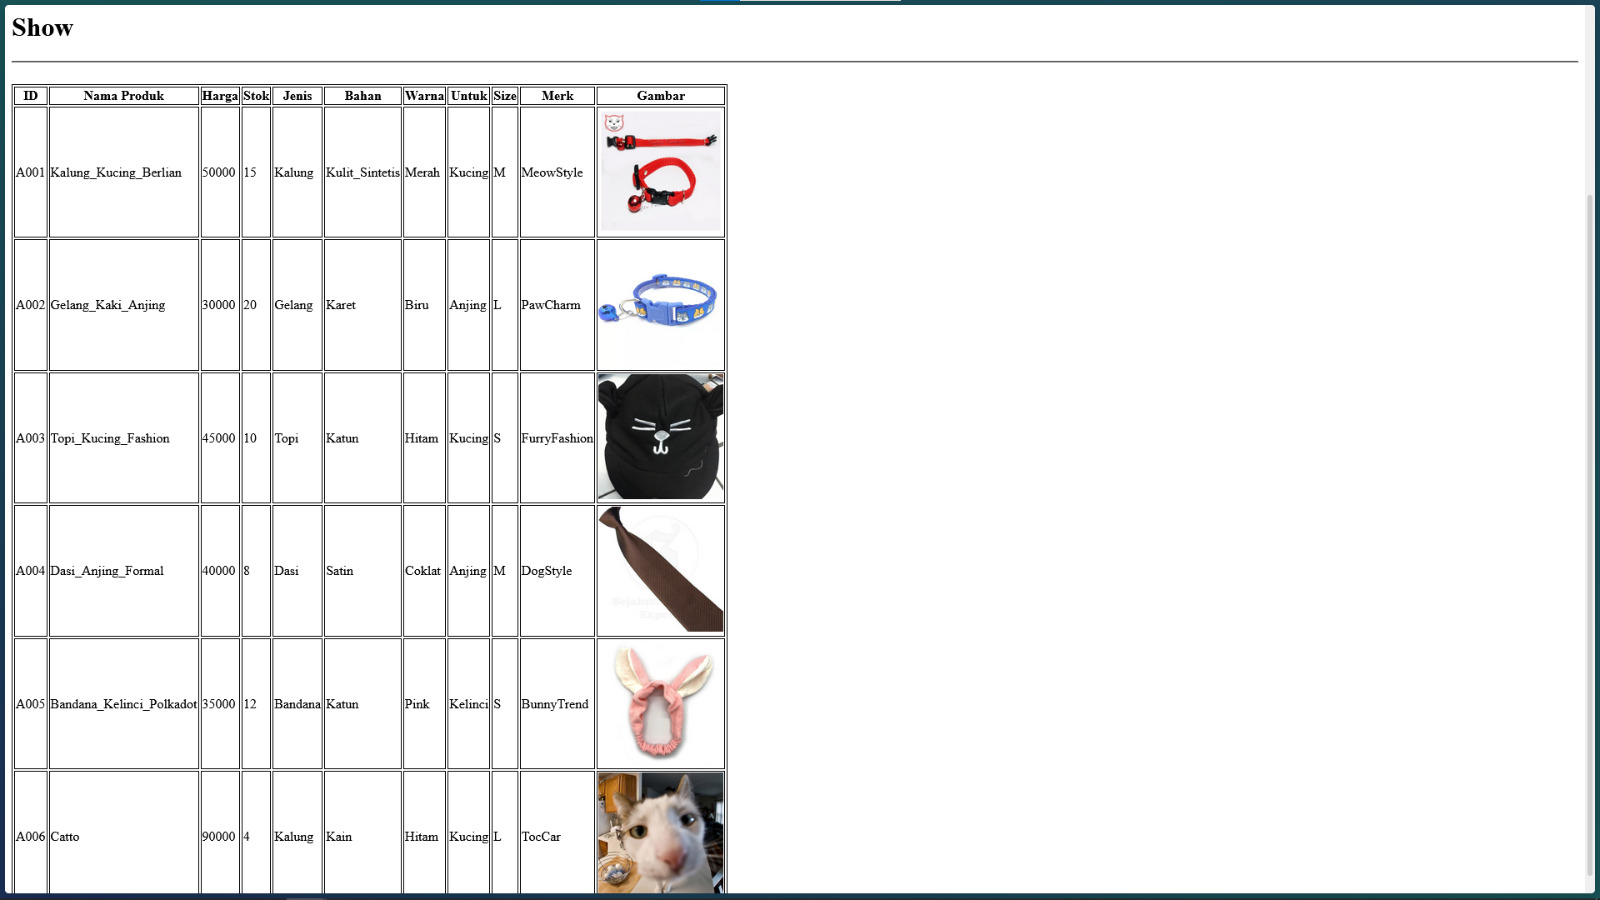 Show
ID Nama Produk Harga Stok Jenis Bahan Warna Untuk Size Merk Gambar
A001 Kalung_Kucing_Berlian 50000 15 Kalung Kulit_Sintetis Merah Kucing M MeowStyle
A002 Gelang_Kaki_Anjing 30000 20 Gelang Karet Biru Anjing L PawCharm
A003 Topi_Kucing_Fashion 45000 10 Topi Katun Hitam Kucing S FurryFashion
A004 Dasi_Anjing_Formal 40000 8 Dasi Satin Coklat Anjing M DogStyle
A005 Bandana_Kelinci_Polkadot 35000 12 Bandana Katun Pink Kelinci S BunnyTrend
A006 Catto 90000 4 Kalung Kain Hitam Kucing L TocCar